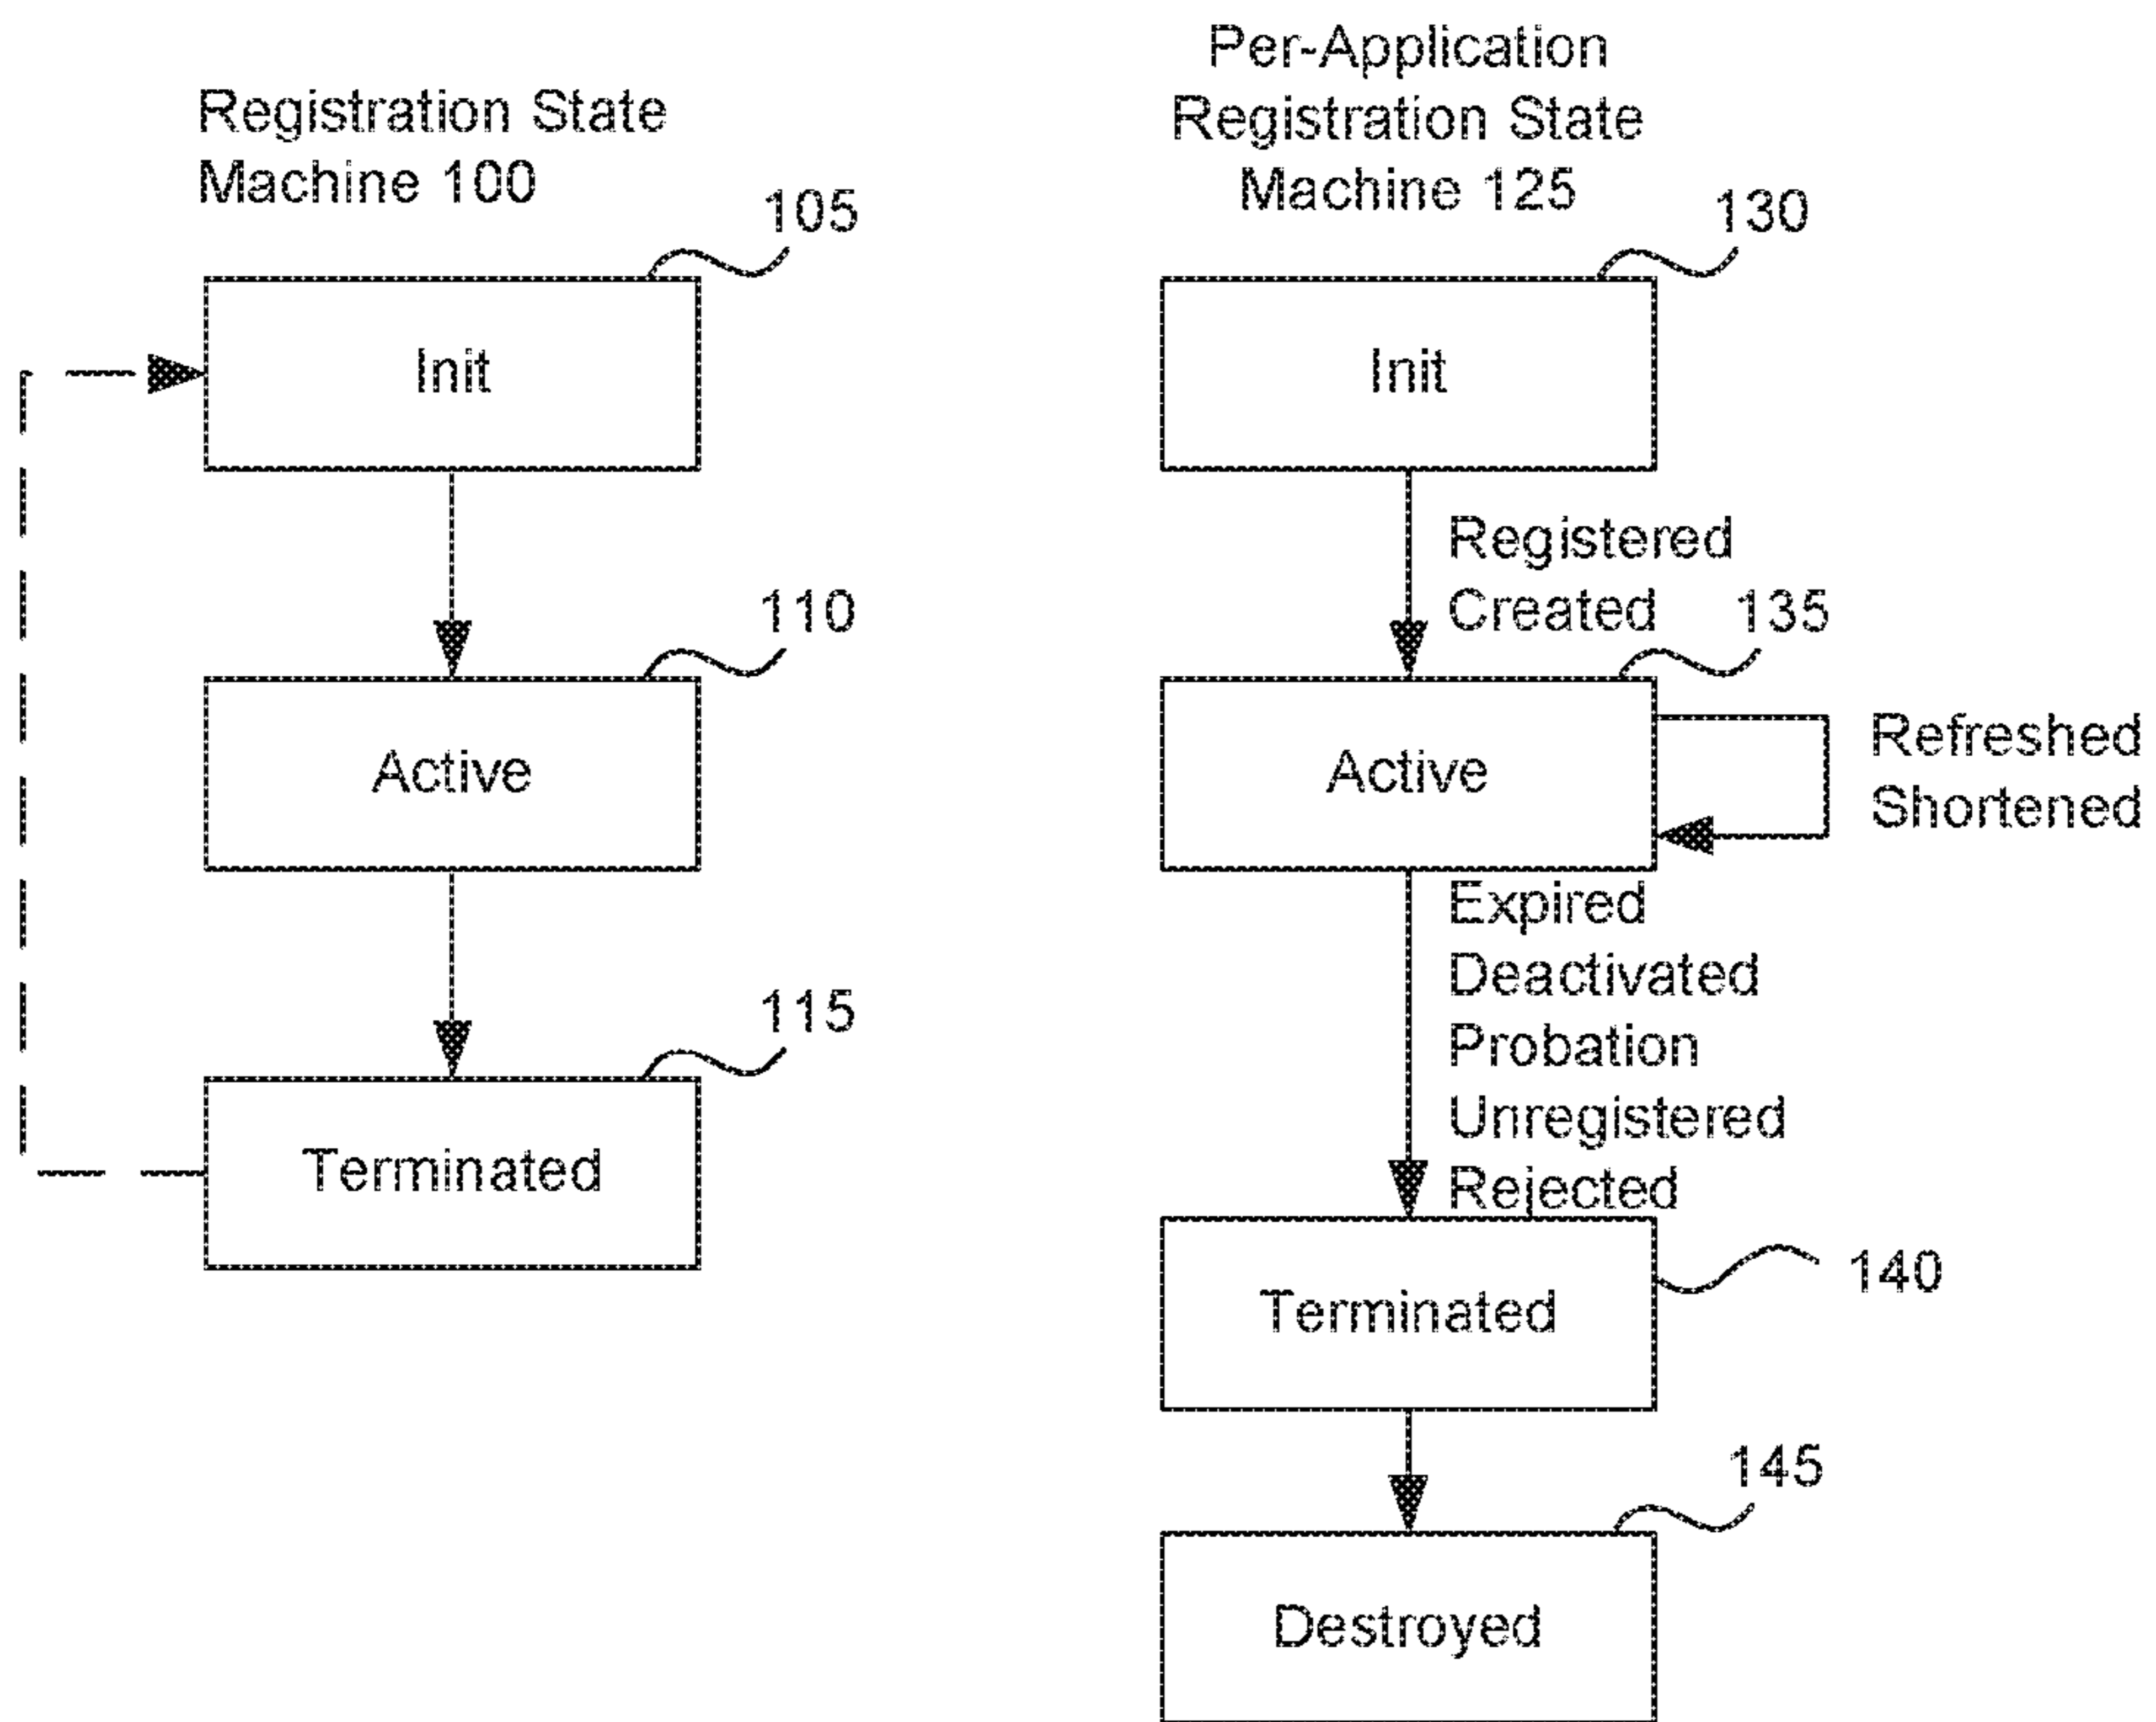 Registration State
Machine 100
105
Init
110
Active
115
Terminated
Per-Application
Registration State
Machine 125
130
Init
Registered
Created
135
Active
Refreshed
Shortened
Expired
Deactivated
Probation
Unregistered
Rejected
140
Terminated
145
Destroyed